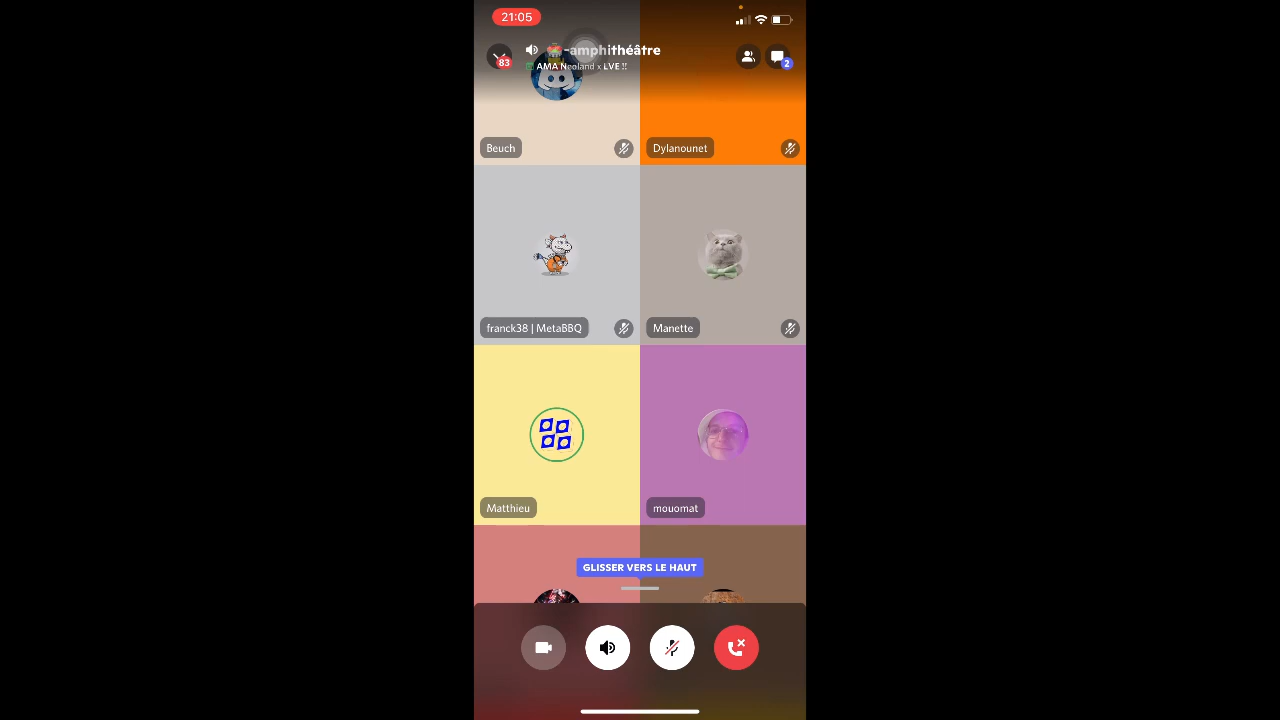 21:05
-amphithéâtre
83
AMA Neoland x LVE !!
2
Beuch
Dylanounet
franck38 | MetaBBQ
Manette
Matthieu
mouomat
GLISSER VERS LE HAUT